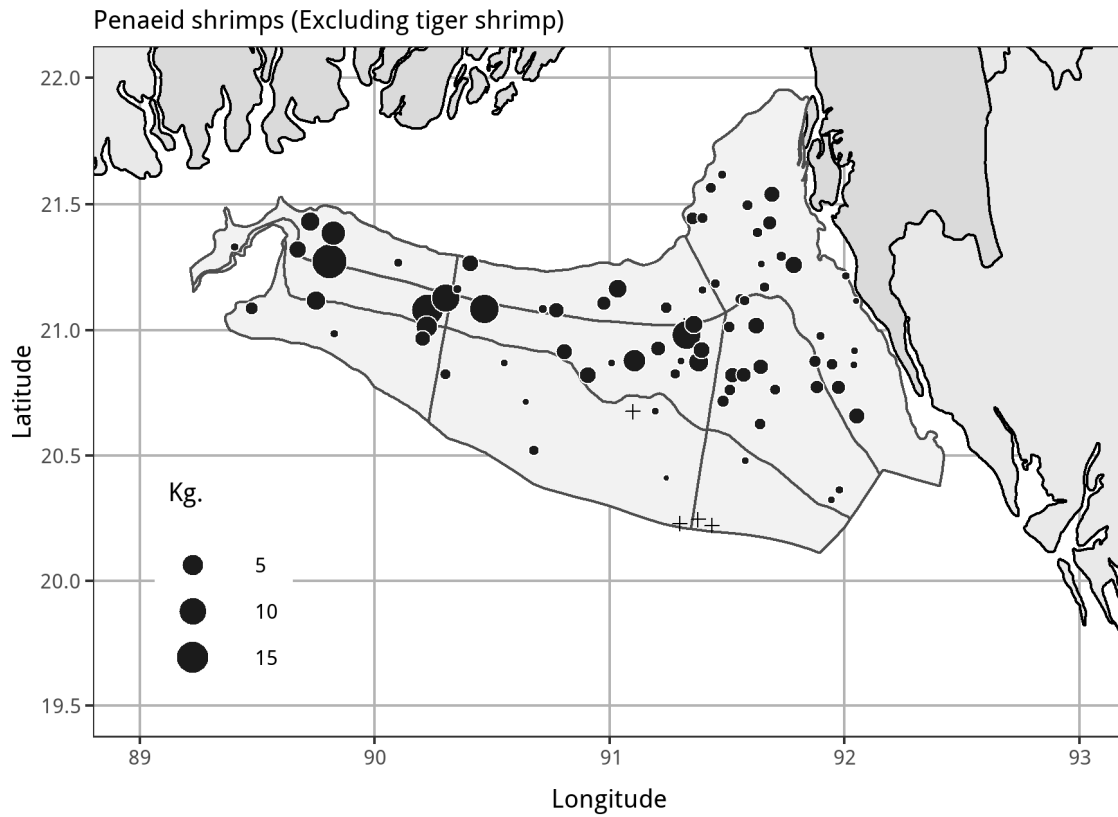 Penaeid shrimps (Excluding tiger shrimp)
22.0
21.5
21.0
20.5
20.0
19.5
Latitude
Kg.
5
10
15
89 90 91 92 93
Longitude